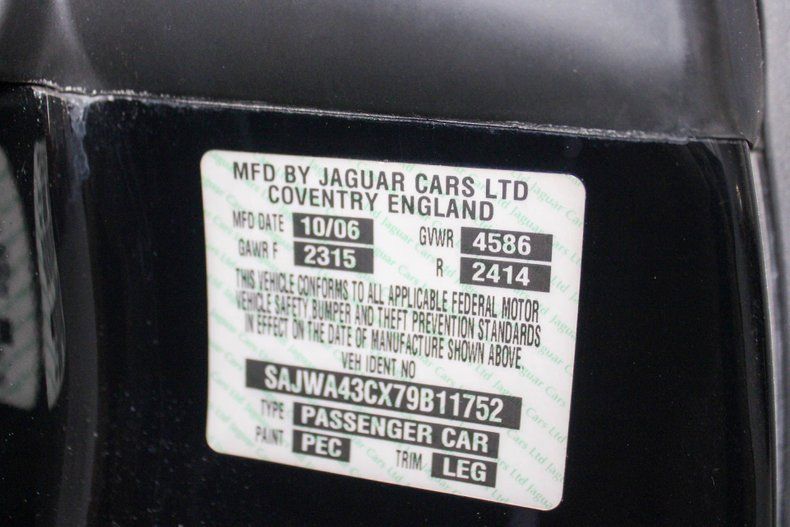 MFD BY JAGUAR CARS LTD
COVENTRY ENGLAND
MFD DATE 10/06 GVWR 4586
GAWR F 2315 R 2414
THIS VEHICLE CONFORMS TO ALL APPLICABLE FEDERAL MOTOR
VEHICLE SAFETY BUMPER AND THEFT PREVENTION STANDARDS
IN EFFECT ON THE DATE OF MANUFACTURE SHOWN ABOVE.
VEH IDENT NO
SAJWA43CX79B11752
TYPE PASSENGER CAR
PAINT PEC TRIM LEG